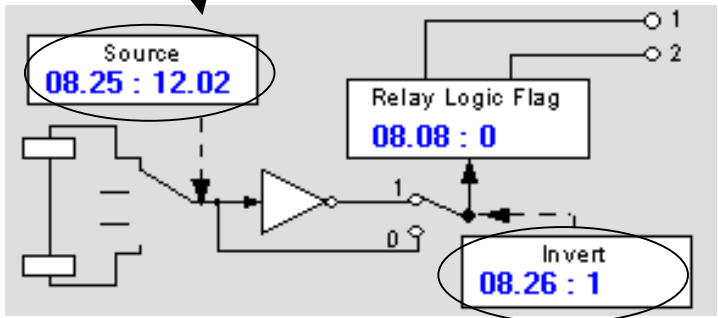 Source
08.25 : 12.02
1
2
Relay Logic Flag
08.08 : 0
1
0
Invert
08.26 : 1